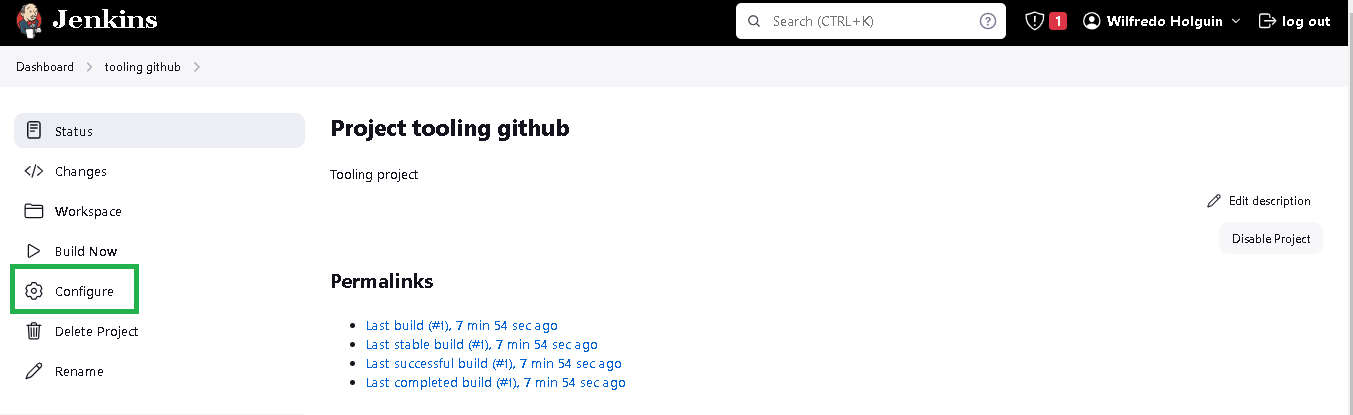 Jenkins
Search (CTRL+K)
1
Wilfredo Holguin
log out
Dashboard
tooling github
Status
Changes
Workspace
Build Now
Configure
Delete Project
Rename
Project tooling github
Tooling project
Edit description
Disable Project
Permalinks
Last build (#1), 7 min 54 sec ago
Last stable build (#1), 7 min 54 sec ago
Last successful build (#1), 7 min 54 sec ago
Last completed build (#1), 7 min 54 sec ago